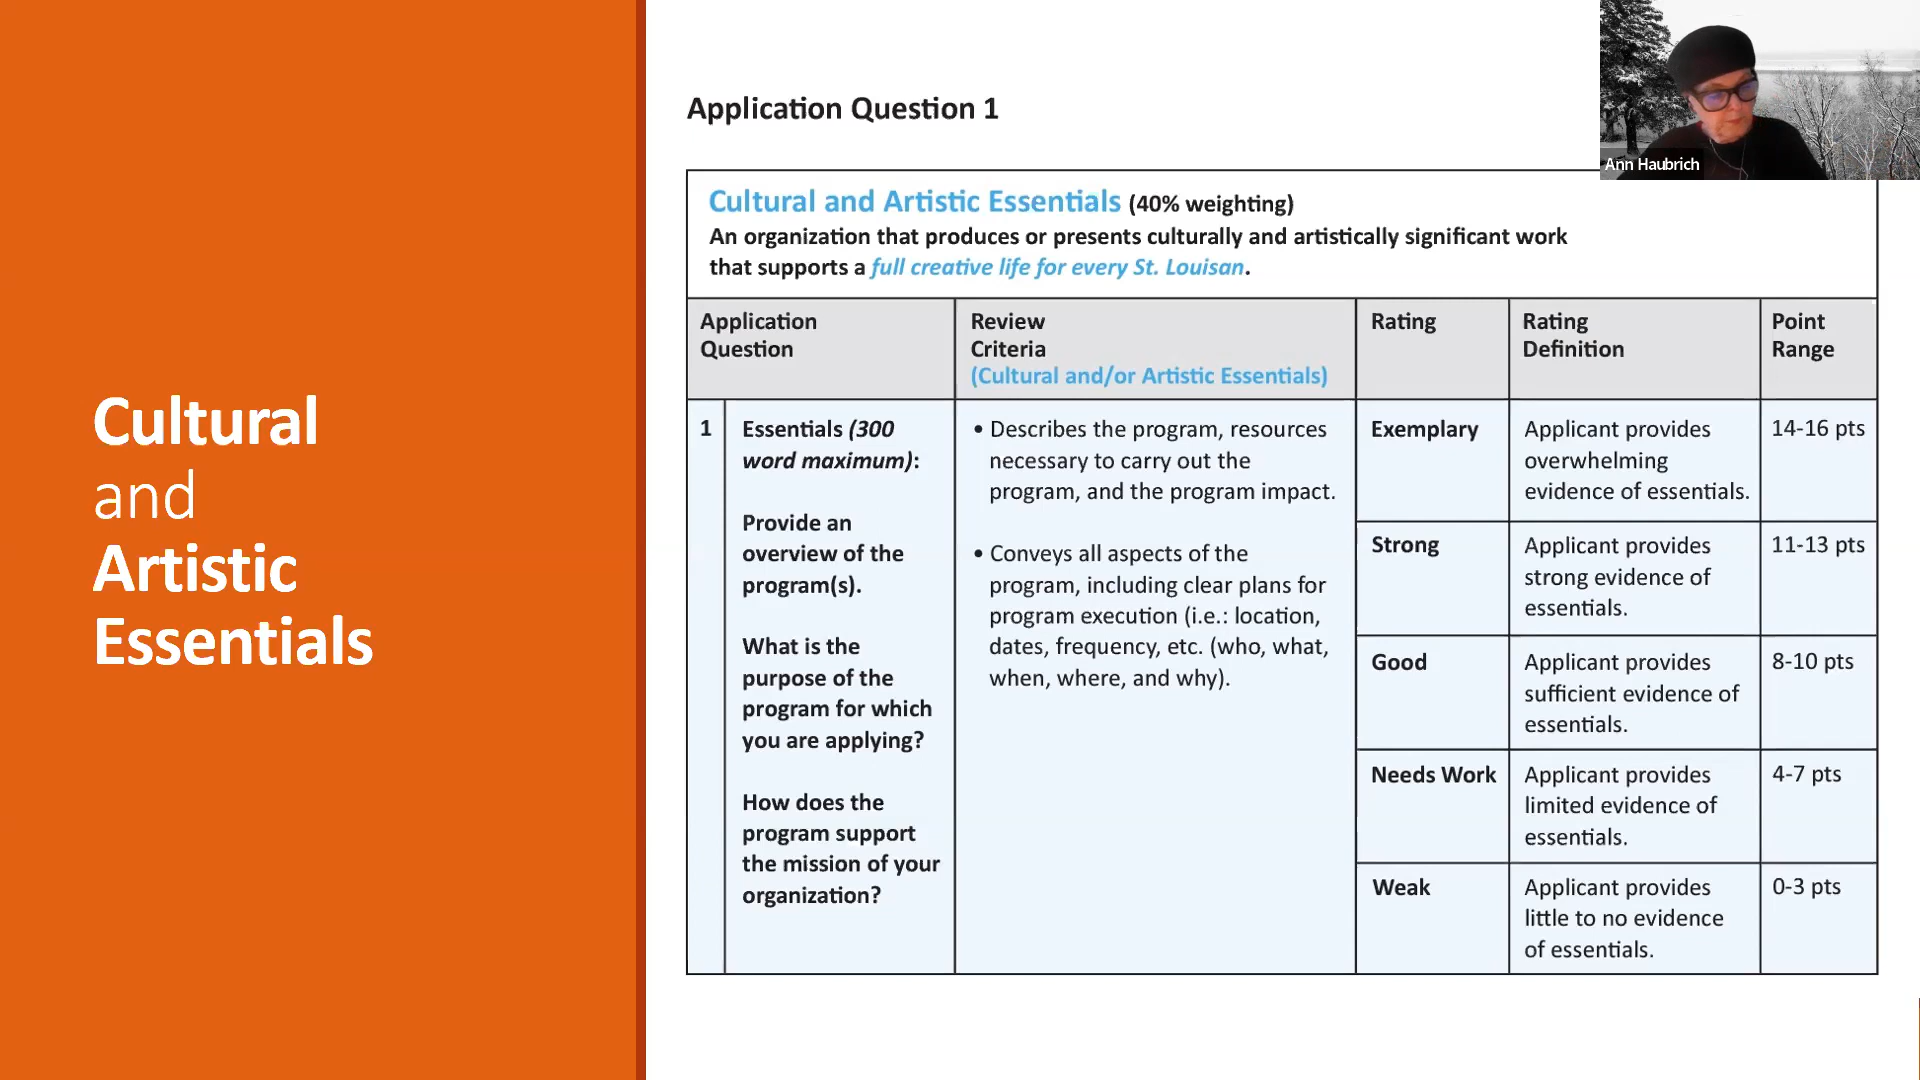 Cultural
and
Artistic
Essentials
Application Question 1
Ann Haubrich
Cultural and Artistic Essentials (40% weighting)
An organization that produces or presents culturally and artistically significant work
that supports a full creative life for every St. Louisan.
Application
Question
Review
Criteria
(Cultural and/or Artistic Essentials)
Rating
Rating
Definition
Point
Range
1
Essentials (300
word maximum):
Provide an
overview of the
program(s).
What is the
purpose of the
program for which
you are applying?
How does the
program support
the mission of your
organization?
• Describes the program, resources
necessary to carry out the
program, and the program impact.
• Conveys all aspects of the
program, including clear plans for
program execution (i.e.: location,
dates, frequency, etc. (who, what,
when, where, and why).
Exemplary
Applicant provides
overwhelming
evidence of essentials.
14-16 pts
Strong
Applicant provides
strong evidence of
essentials.
11-13 pts
Good
Applicant provides
sufficient evidence of
essentials.
8-10 pts
Needs Work
Applicant provides
limited evidence of
essentials.
4-7 pts
Weak
Applicant provides
little to no evidence
of essentials.
0-3 pts